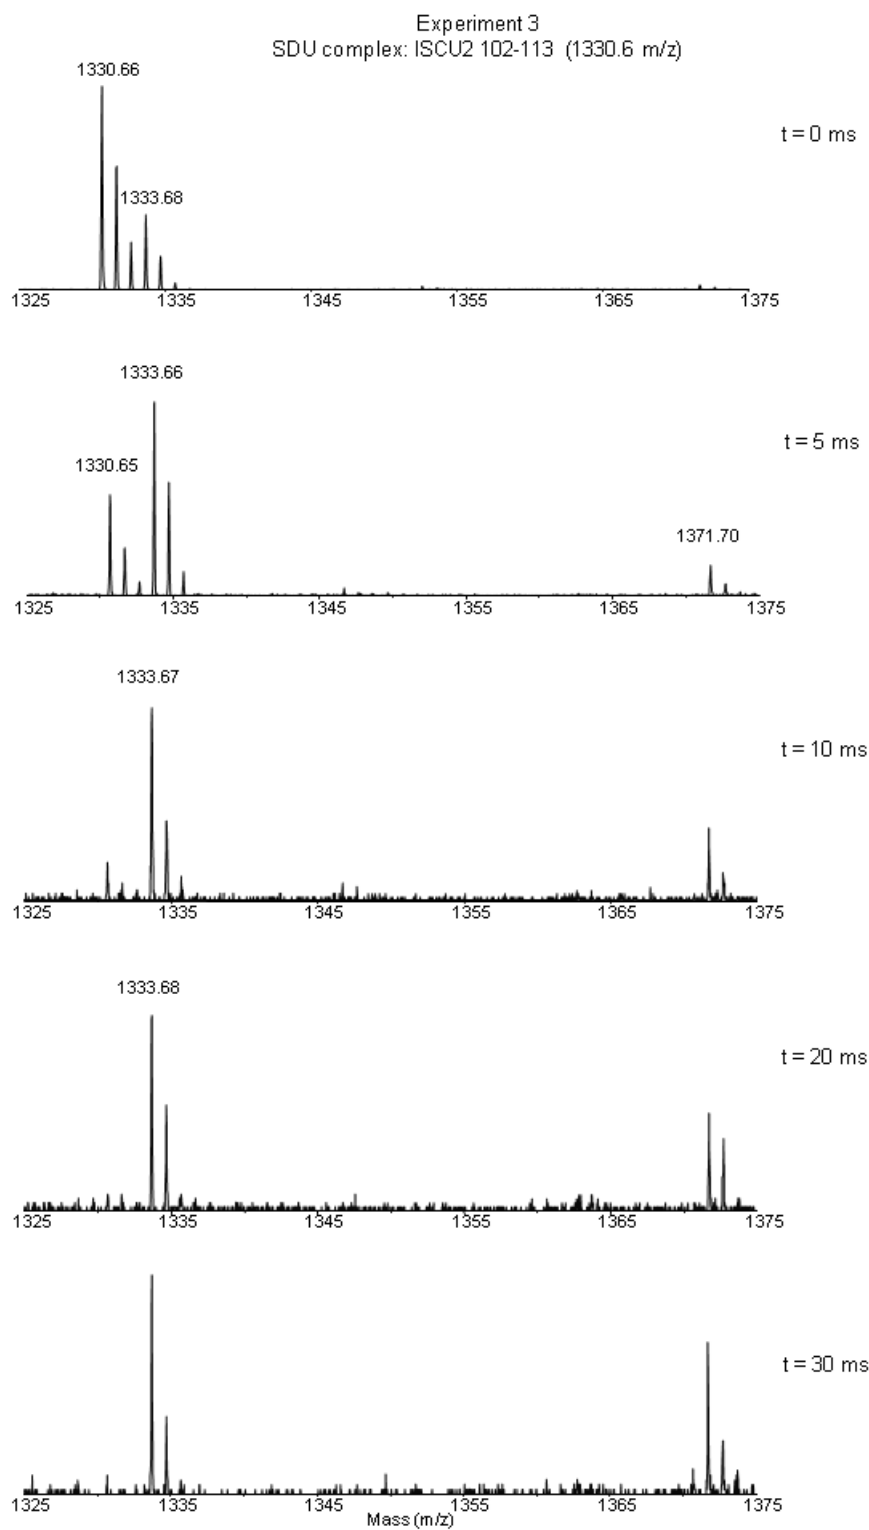 Experiment 3
SDU complex: ISCU2 102-113 (1330.6 m/z)
1330.66
t = 0 ms
1333.68
1325 1335 1345 1355 1365 1375
1333.66
t = 5 ms
1330.65
1371.70
1325 1335 1345 1355 1365 1375
1333.67
t = 10 ms
1325 1335 1345 1355 1365 1375
1333.68
t = 20 ms
1325 1335 1345 1355 1365 1375
t = 30 ms
1325 1335 1345 1355 1365 1375
Mass (m/z)